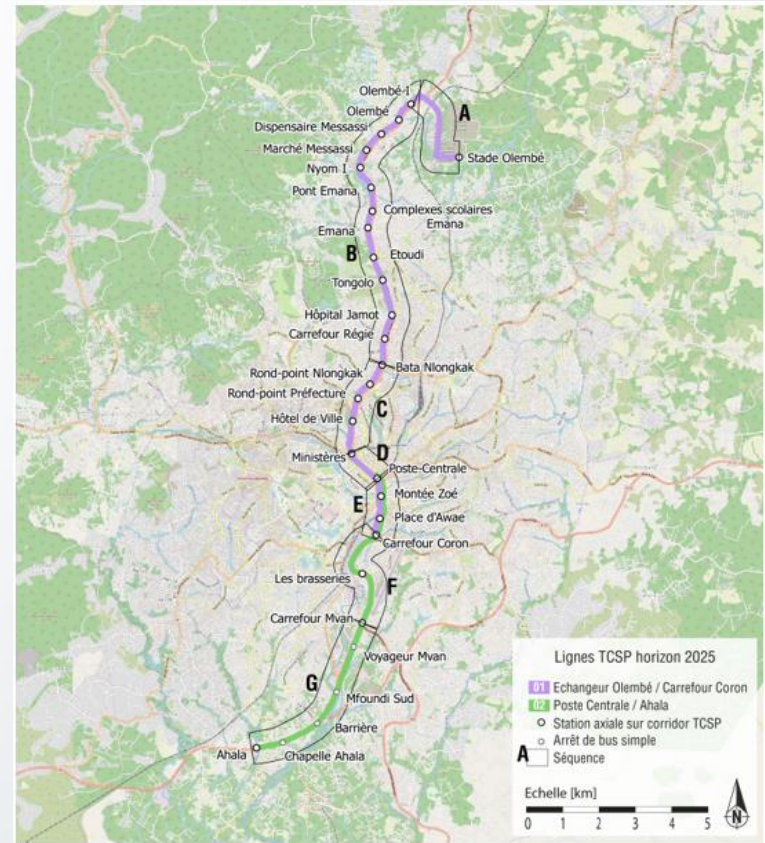 Olembé I
Olembé
A
Dispensaire Messassi
Marché Messassi
Stade Olembé
Nyom I
Pont Emana
Complexes scolaires
Emana
Emana
B
Etoudi
Tongolo
Hôpital Jamot
Carrefour Régie
Bata Nlongkak
Rond-point Nlongkak
Rond-point Préfecture
C
Hôtel de Ville
Ministères
D
Poste-Centrale
Montée Zoé
E
Place d'Awae
Carrefour Coron
Les brasseries
F
Carrefour Mvan
Voyageur Mvan
G
Mfoundi Sud
Barrière
Ahala
Chapelle Ahala
Lignes TCSP horizon 2025
01 Echangeur Olembé / Carrefour Coron
02 Poste Centrale / Ahala
Station axiale sur corridor TCSP
Arrêt de bus simple
A Séquence
Echelle [km]
0 1 2 3 4 5
N